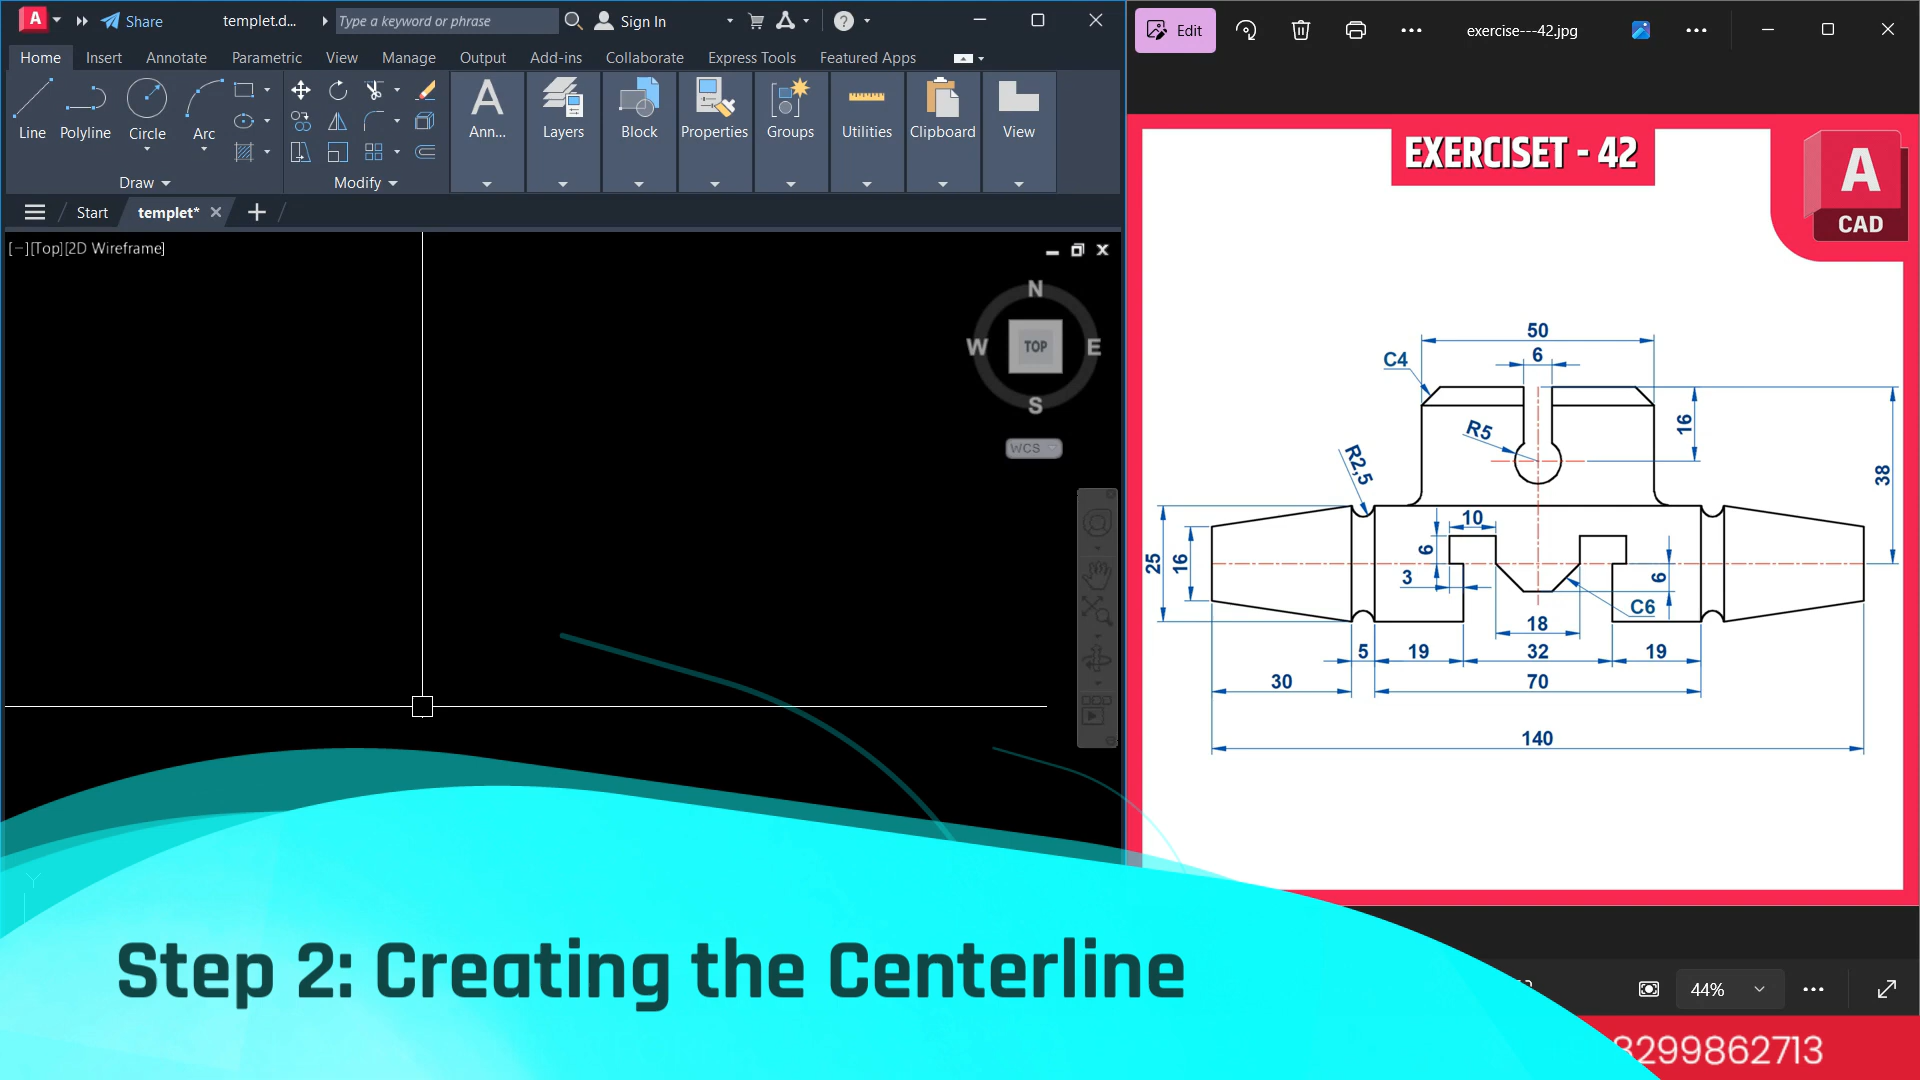 A
Share
templet.d...
Type a keyword or phrase
Sign In
?
Home
Insert
Annotate
Parametric
View
Manage
Output
Add-ins
Collaborate
Express Tools
Featured Apps
Line
Polyline
Circle
Arc
Draw
Modify
A
Ann...
Layers
Block
Properties
Groups
Utilities
Clipboard
View
Start
templet*
[−][Top][2D Wireframe]
N
W
TOP
E
S
WCS
Y
Step 2: Creating the Centerline
Edit
exercise---42.jpg
EXERCISET - 42
A
CAD
50
6
C4
16
R5
R2,5
38
10
6
25
16
3
6
C6
18
5
19
32
19
30
70
140
44%
8299862713